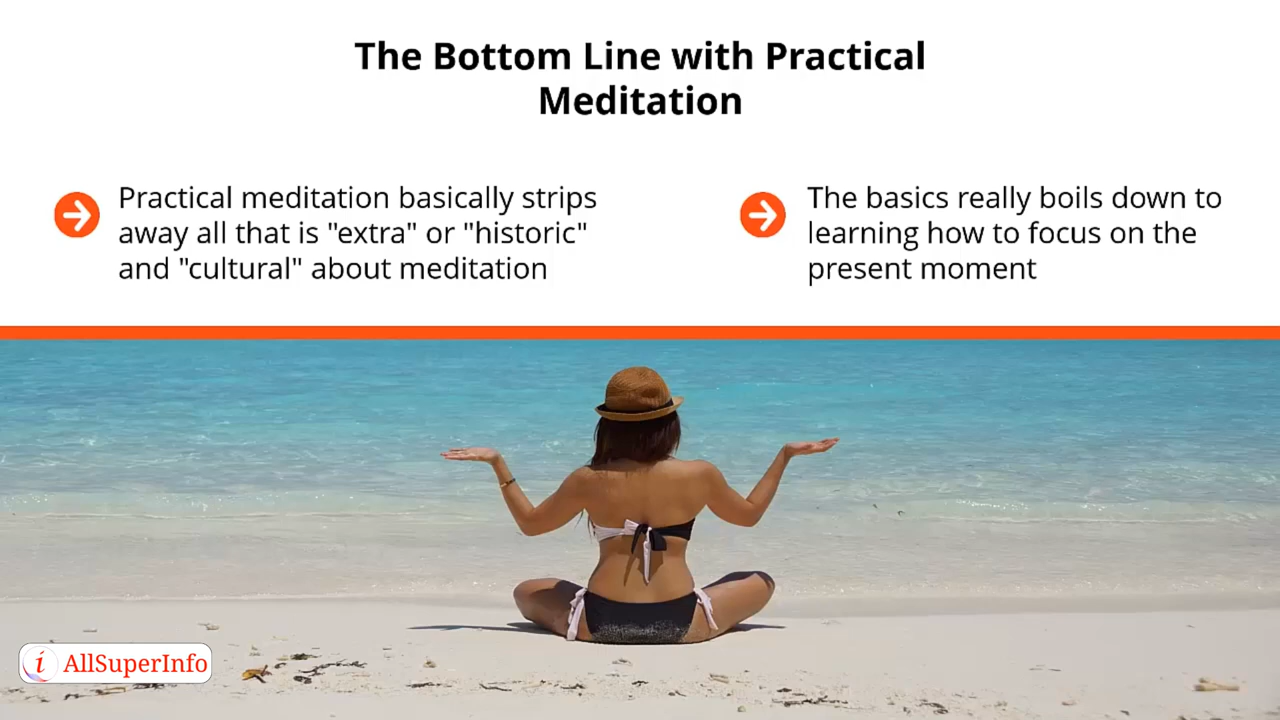 The Bottom Line with Practical
Meditation
Practical meditation basically strips
away all that is "extra" or "historic"
and "cultural" about meditation
The basics really boils down to
learning how to focus on the
present moment
i AllSuperInfo